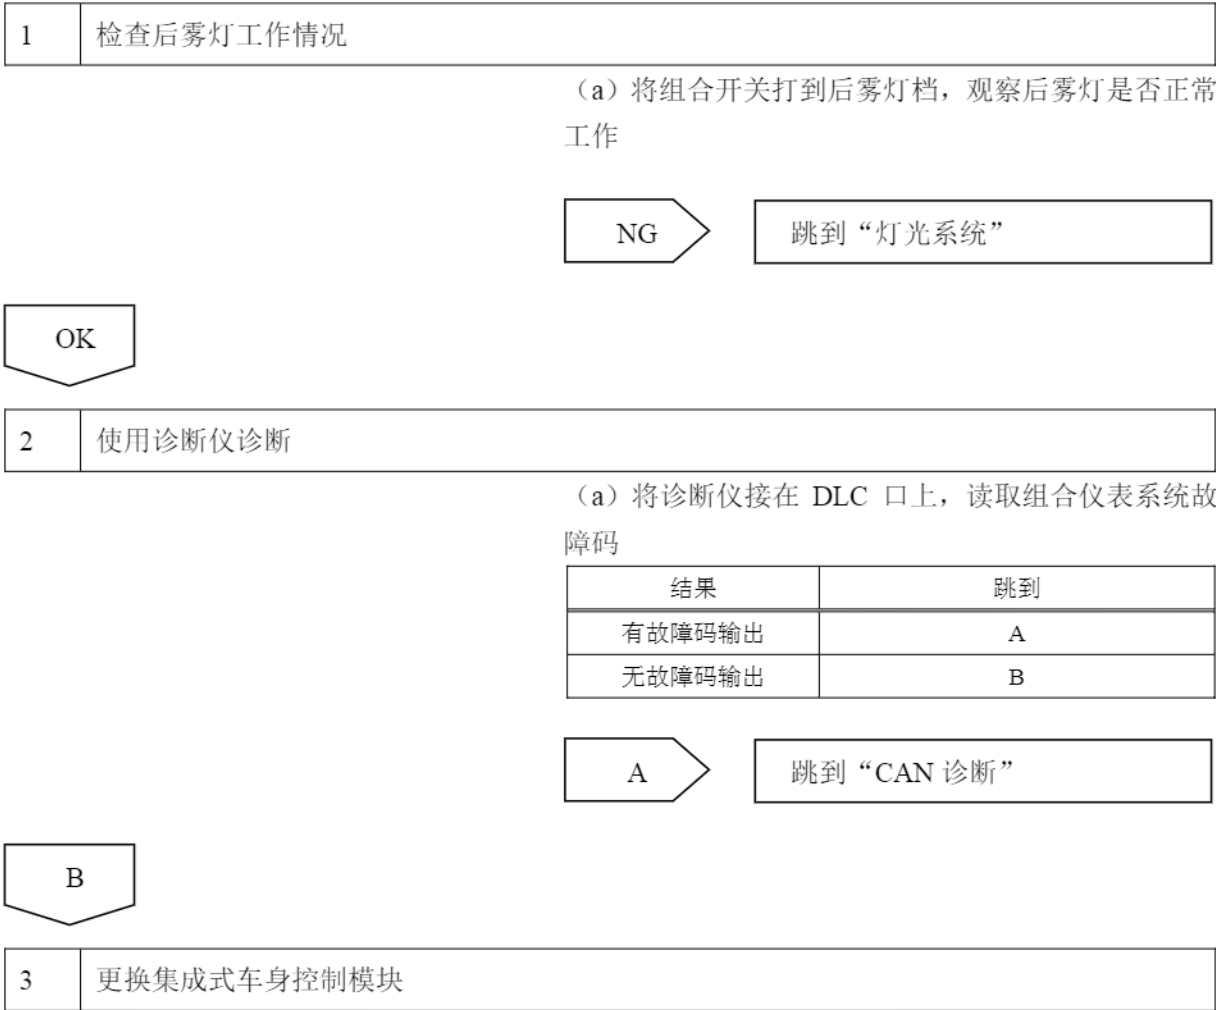 1 检查后雾灯工作情况
（a）将组合开关打到后雾灯档，观察后雾灯是否正常
工作
NG 跳到“灯光系统”
OK
2 使用诊断仪诊断
（a）将诊断仪接在 DLC 口上，读取组合仪表系统故
障码
结果 跳到
有故障码输出 A
无故障码输出 B
A 跳到“CAN 诊断”
B
3 更换集成式车身控制模块